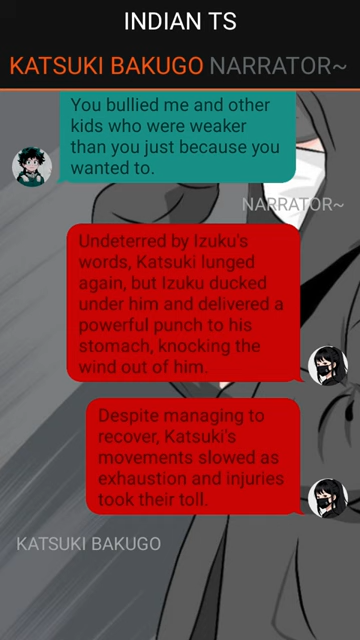 INDIAN TS
KATSUKI BAKUGO NARRATOR~
You bullied me and other
kids who were weaker
than you just because you
wanted to.
NARRATOR~
Undeterred by Izuku's
words, Katsuki lunged
again, but Izuku ducked
under him and delivered a
powerful punch to his
stomach, knocking the
wind out of him.
Despite managing to
recover, Katsuki's
movements slowed as
exhaustion and injuries
took their toll.
KATSUKI BAKUGO